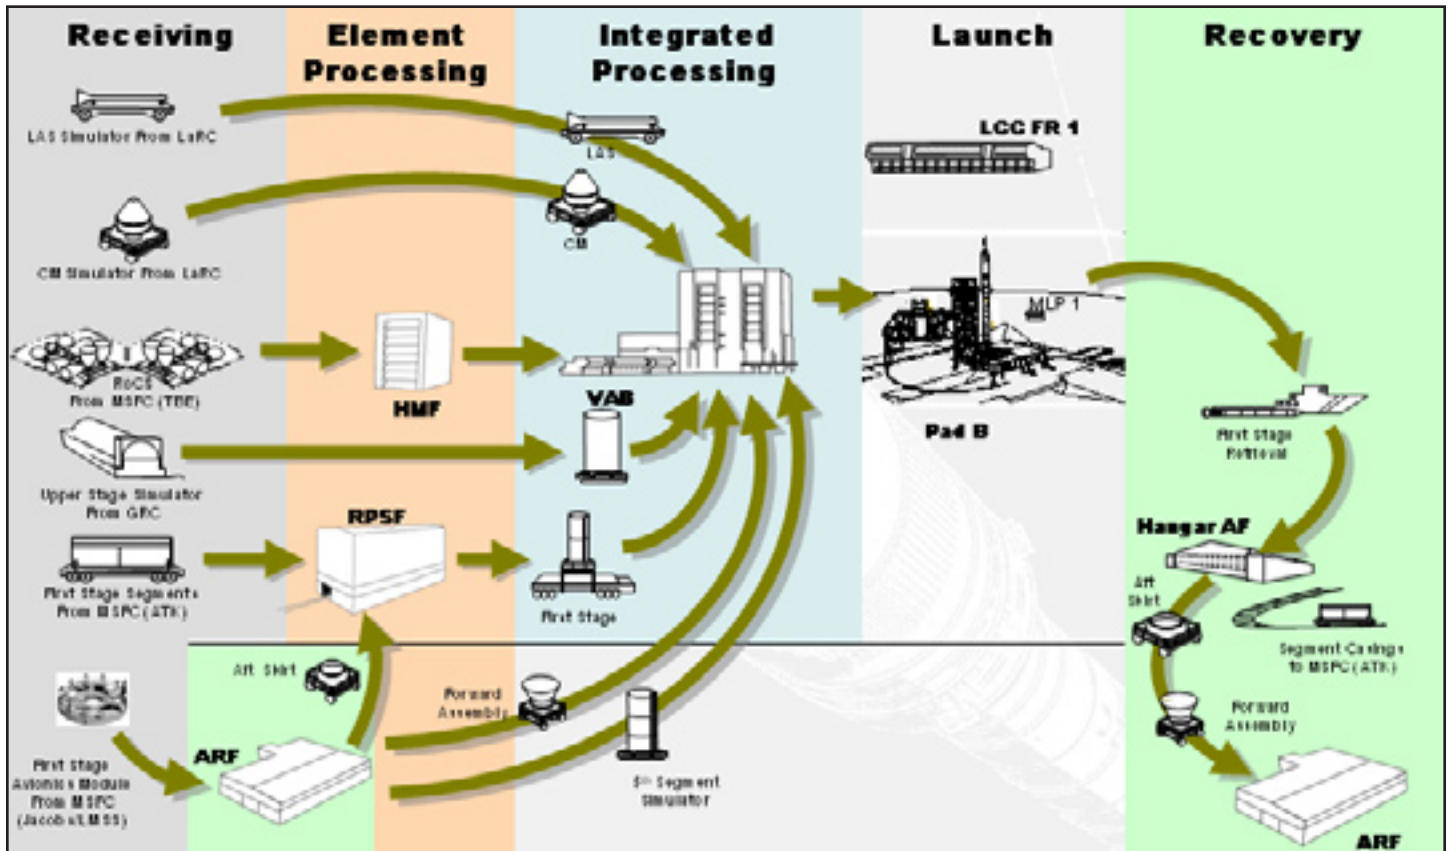 Receiving
Element
Processing
Integrated
Processing
Launch
Recovery
LAS Simulator From LaRC
LAS
LCC FR 1
CM Simulator From LaRC
CM
MLP 1
RoCS
From MSFC (TBE)
HMF
VAB
Pad B
First Stage
Retrieval
Upper Stage Simulator
From GRC
RPSF
Hangar AF
First Stage Segments
From MSFC (ATK)
First Stage
Aft
Skirt
Segment Casings
to MSFC (ATK)
Aft Skirt
Forward
Assembly
Forward
Assembly
ARF
First Stage
Avionics Module
From MSFC
(Jacobs/LMSS)
5th Segment
Simulator
ARF